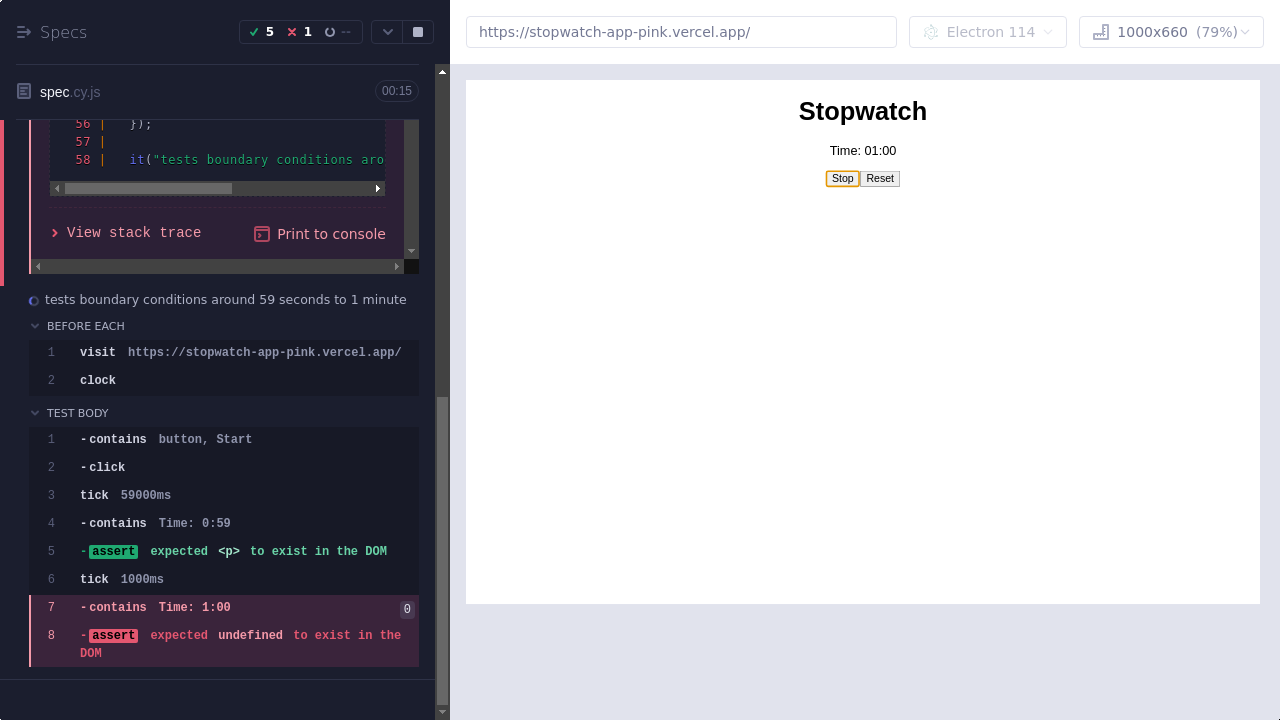 Specs
5
1
--
https://stopwatch-app-pink.vercel.app/
Electron 114
1000x660 (79%)
spec.cy.js
00:15
56 | });
57 |
58 | it("tests boundary conditions aro
View stack trace
Print to console
tests boundary conditions around 59 seconds to 1 minute
BEFORE EACH
1 visit https://stopwatch-app-pink.vercel.app/
2 clock
TEST BODY
1 -contains button, Start
2 -click
3 tick 59000ms
4 -contains Time: 0:59
5 -assert expected <p> to exist in the DOM
6 tick 1000ms
7 -contains Time: 1:00 0
8 -assert expected undefined to exist in the
DOM
Stopwatch
Time: 01:00
Stop Reset